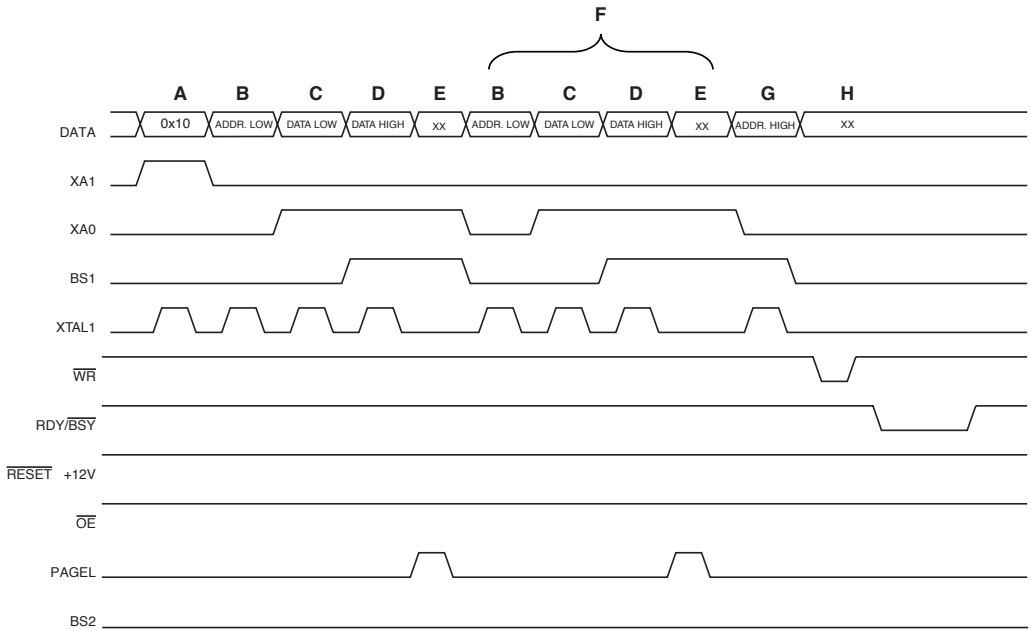 F
A B C D E B C D E G H
DATA 0x10 ADDR. LOW DATA LOW DATA HIGH XX ADDR. LOW DATA LOW DATA HIGH XX ADDR. HIGH XX
XA1
XA0
BS1
XTAL1
WR
RDY/BSY
RESET +12V
OE
PAGEL
BS2